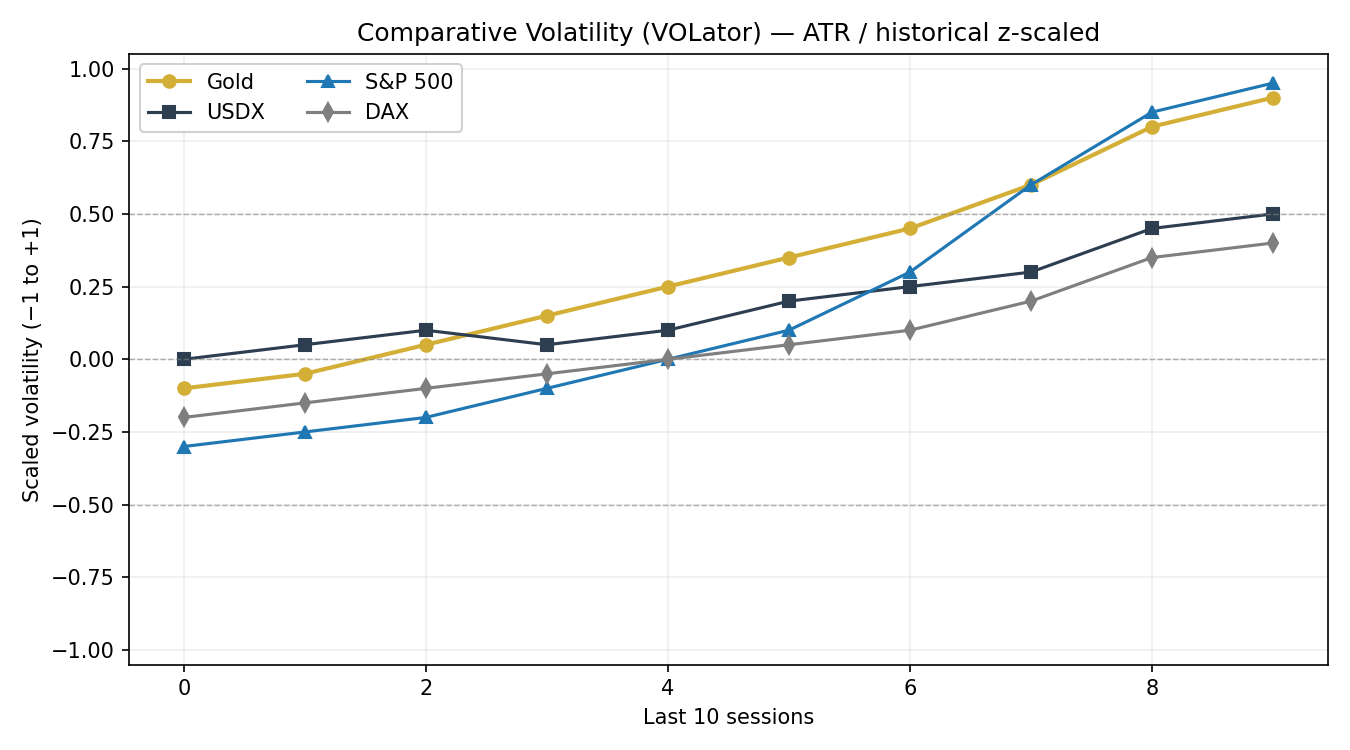 Comparative Volatility (VOLator) — ATR / historical z-scaled
Gold
USDX
S&P 500
DAX
Scaled volatility (−1 to +1)
1.00
0.75
0.50
0.25
0.00
−0.25
−0.50
−0.75
−1.00
0 2 4 6 8
Last 10 sessions